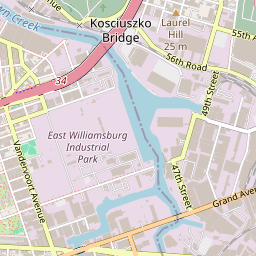 Kosciuszko
Bridge
Laurel
Hill
25 m
55th A
56th Road
n Creek
34
49th Street
East Williamsburg
Industrial
Park
Vandervoort Avenue
47th Street
Grand Aven